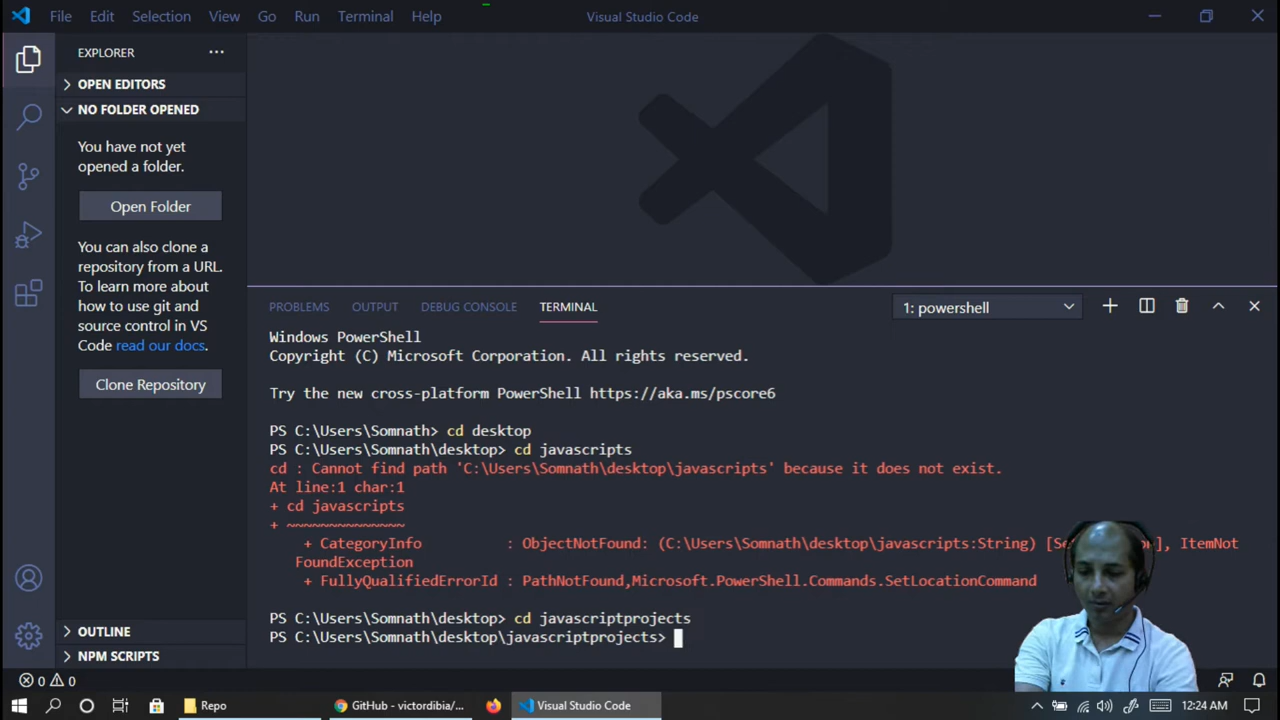 File Edit Selection View Go Run Terminal Help Visual Studio Code
EXPLORER
OPEN EDITORS
NO FOLDER OPENED
You have not yet
opened a folder.
Open Folder
You can also clone a
repository from a URL.
To learn more about
how to use git and
source control in VS
Code read our docs.
Clone Repository
OUTLINE
NPM SCRIPTS
PROBLEMS OUTPUT DEBUG CONSOLE TERMINAL 1: powershell
Windows PowerShell
Copyright (C) Microsoft Corporation. All rights reserved.
Try the new cross-platform PowerShell https://aka.ms/pscore6
PS C:\Users\Somnath> cd desktop
PS C:\Users\Somnath\desktop> cd javascripts
cd : Cannot find path 'C:\Users\Somnath\desktop\javascripts' because it does not exist.
At line:1 char:1
+ cd javascripts
+ ~~~~~~~~~~~~~~
+ CategoryInfo : ObjectNotFound: (C:\Users\Somnath\desktop\javascripts:String) ItemNot
FoundException
+ FullyQualifiedErrorId : PathNotFound,Microsoft.PowerShell.Commands.SetLocationCommand
PS C:\Users\Somnath\desktop> cd javascriptprojects
PS C:\Users\Somnath\desktop\javascriptprojects>
0 0
Repo GitHub - victordibia/... Visual Studio Code 12:24 AM